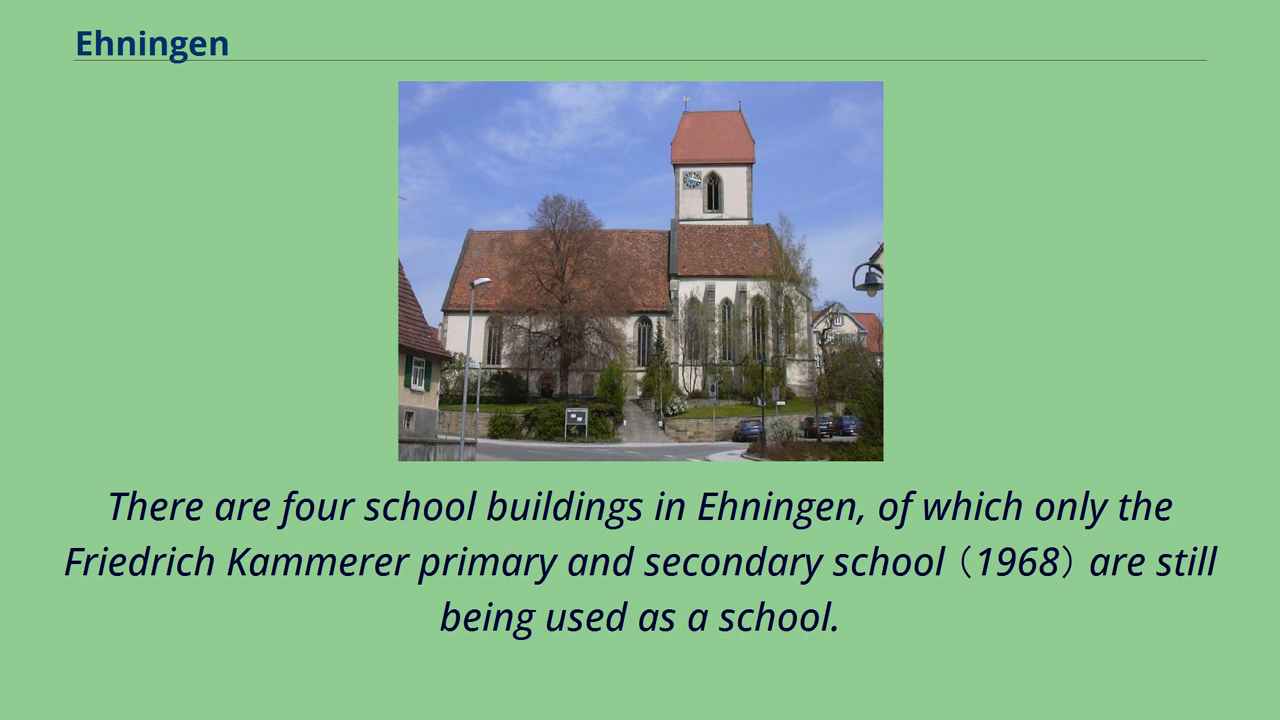 Ehningen
There are four school buildings in Ehningen, of which only the
Friedrich Kammerer primary and secondary school (1968) are still
being used as a school.